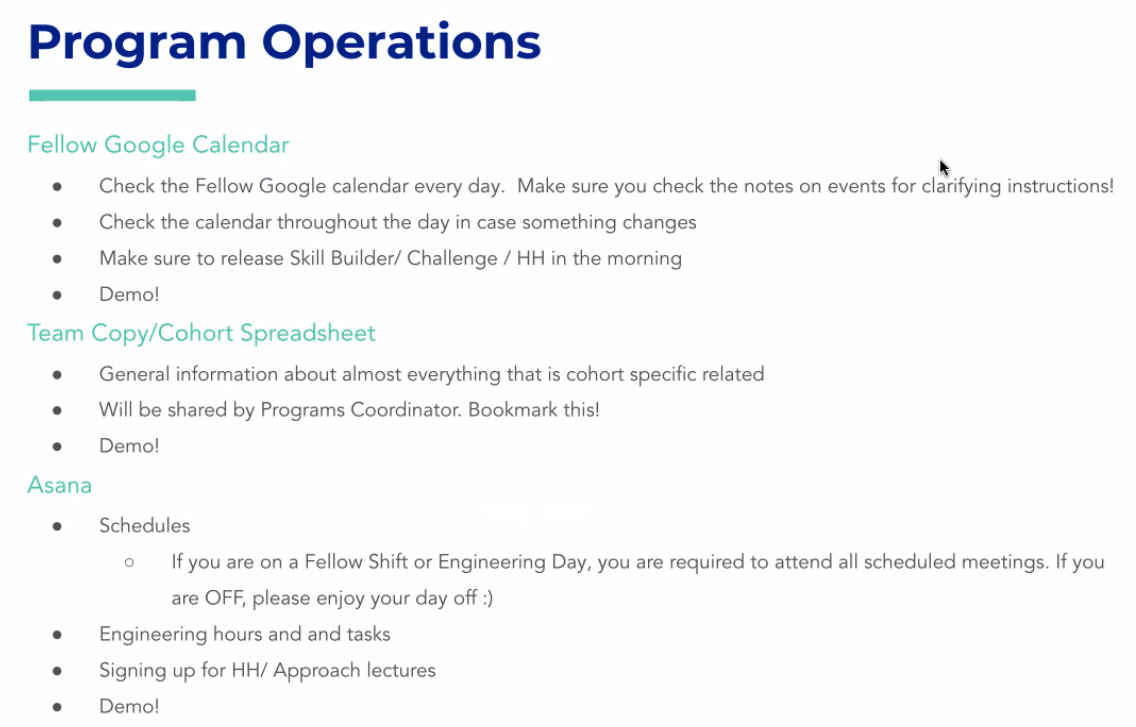 Program Operations
Fellow Google Calendar
● Check the Fellow Google calendar every day.  Make sure you check the notes on events for clarifying instructions!
● Check the calendar throughout the day in case something changes
● Make sure to release Skill Builder/ Challenge / HH in the morning
● Demo!
Team Copy/Cohort Spreadsheet
● General information about almost everything that is cohort specific related
● Will be shared by Programs Coordinator. Bookmark this!
● Demo!
Asana
● Schedules
○ If you are on a Fellow Shift or Engineering Day, you are required to attend all scheduled meetings. If you
are OFF, please enjoy your day off :)
● Engineering hours and and tasks
● Signing up for HH/ Approach lectures
● Demo!